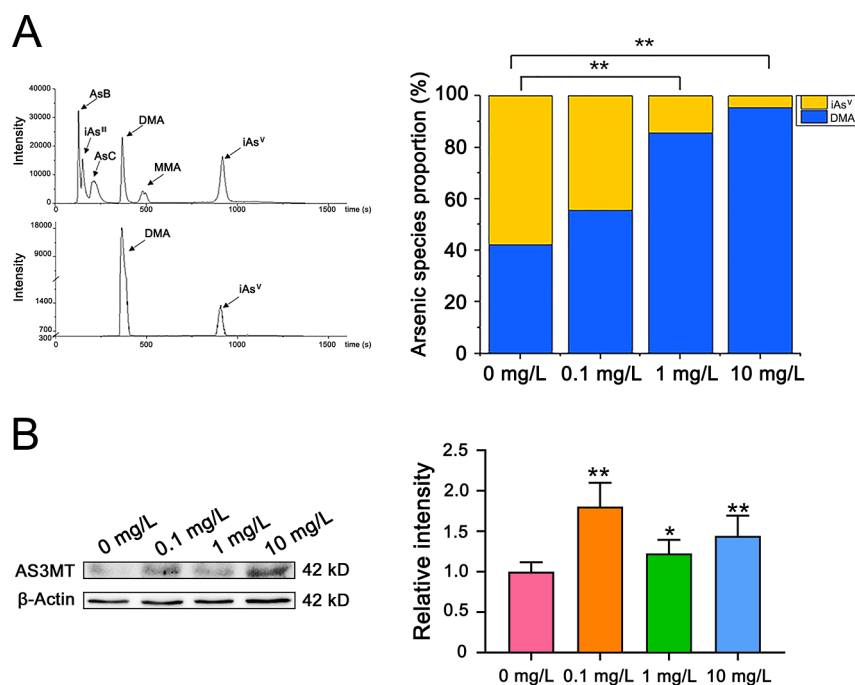 A
40000
30000
20000
10000
0
Intensity
AsB
iAsᴵᴵᴵ
AsC
DMA
MMA
iAsⱽ
0 500 1000 1500 time (s)
18000
9000
1400
700
300
Intensity
DMA
iAsⱽ
0 500 1000 1500 time (s)
**
**
100
80
60
40
20
0
Arsenic species proportion (%)
iAsⱽ
DMA
0 mg/L 0.1 mg/L 1 mg/L 10 mg/L
B
0 mg/L 0.1 mg/L 1 mg/L 10 mg/L
AS3MT 42 kD
β-Actin 42 kD
2.5
2.0
1.5
1.0
0.5
0
Relative intensity
**
*
**
0 mg/L 0.1 mg/L 1 mg/L 10 mg/L